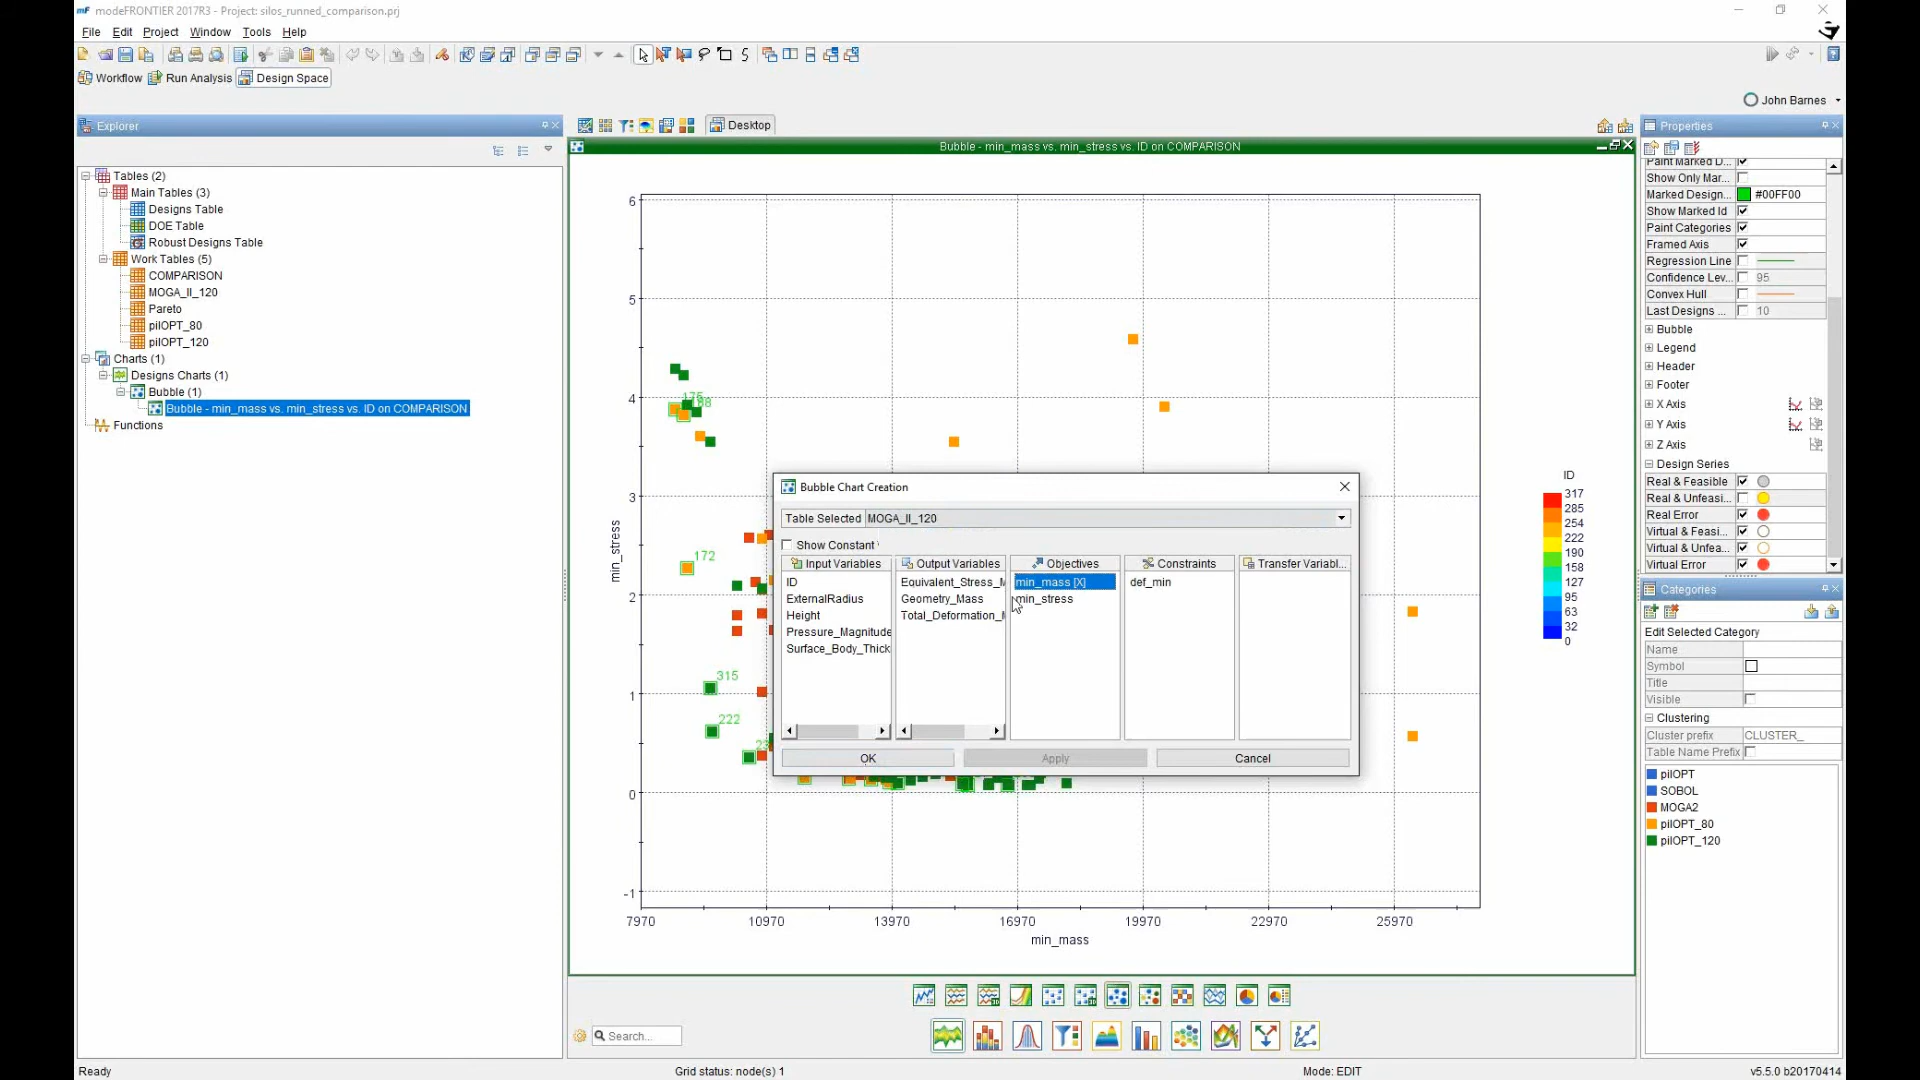 modeFRONTIER 2017R3 - Project: silos_runned_comparison.prj
File Edit Project Window Tools Help
Workflow Run Analysis Design Space
John Barnes
Explorer
Tables (2)
Main Tables (3)
Designs Table
DOE Table
Robust Designs Table
Work Tables (5)
COMPARISON
MOGA_II_120
Pareto
pilOPT_80
pilOPT_120
Charts (1)
Designs Charts (1)
Bubble (1)
Bubble - min_mass vs. min_stress vs. ID on COMPARISON
Functions
Desktop
Bubble - min_mass vs. min_stress vs. ID on COMPARISON
6
5
4
3
2
1
0
-1
min_stress
172
315
222
7970 10970 13970 16970 19970 22970 25970
min_mass
ID
317
285
254
222
190
158
127
95
63
32
0
Bubble Chart Creation
Table Selected MOGA_II_120
Show Constant
Input Variables Output Variables Objectives Constraints Transfer Variabl...
ID Equivalent_Stress_M min_mass [X] def_min
ExternalRadius Geometry_Mass min_stress
Height Total_Deformation_
Pressure_Magnitude
Surface_Body_Thick
OK Apply Cancel
Properties
Paint Marked D...
Show Only Mar...
Marked Design... #00FF00
Show Marked Id
Paint Categories
Framed Axis
Regression Line
Confidence Lev... 95
Convex Hull
Last Designs ... 10
Bubble
Legend
Header
Footer
X Axis
Y Axis
Z Axis
Design Series
Real & Feasible
Real & Unfeasi...
Real Error
Virtual & Feasi...
Virtual & Unfea...
Virtual Error
Categories
Edit Selected Category
Name
Symbol
Title
Visible
Clustering
Cluster prefix CLUSTER_
Table Name Prefix
pilOPT
SOBOL
MOGA2
pilOPT_80
pilOPT_120
Search...
Ready Grid status: node(s) 1 Mode: EDIT v5.5.0 b20170414